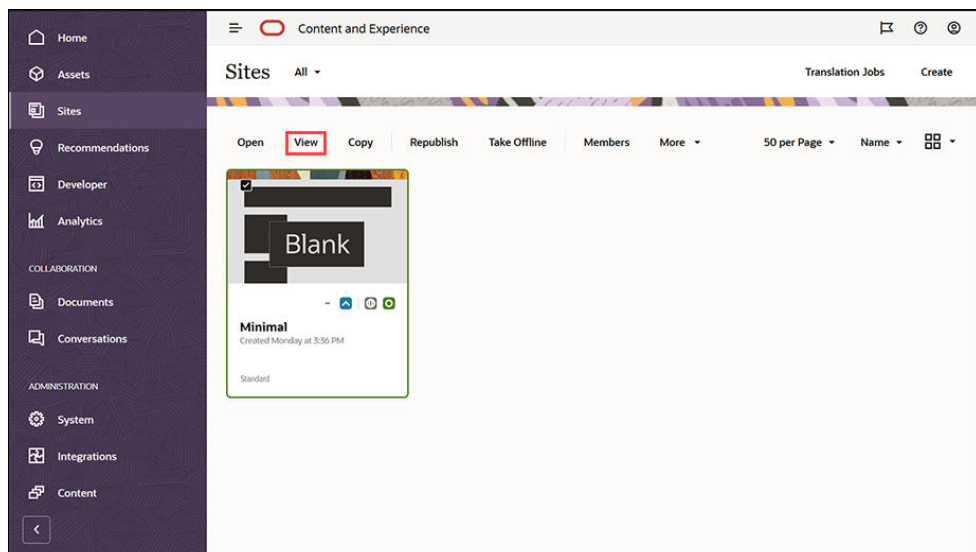 Content and Experience
Home
Assets
Sites
Recommendations
Developer
Analytics
COLLABORATION
Documents
Conversations
ADMINISTRATION
System
Integrations
Content
Sites All
Translation Jobs Create
Open View Copy Republish Take Offline Members More 50 per Page Name
Blank
Minimal
Created Monday at 3:36 PM
Standard